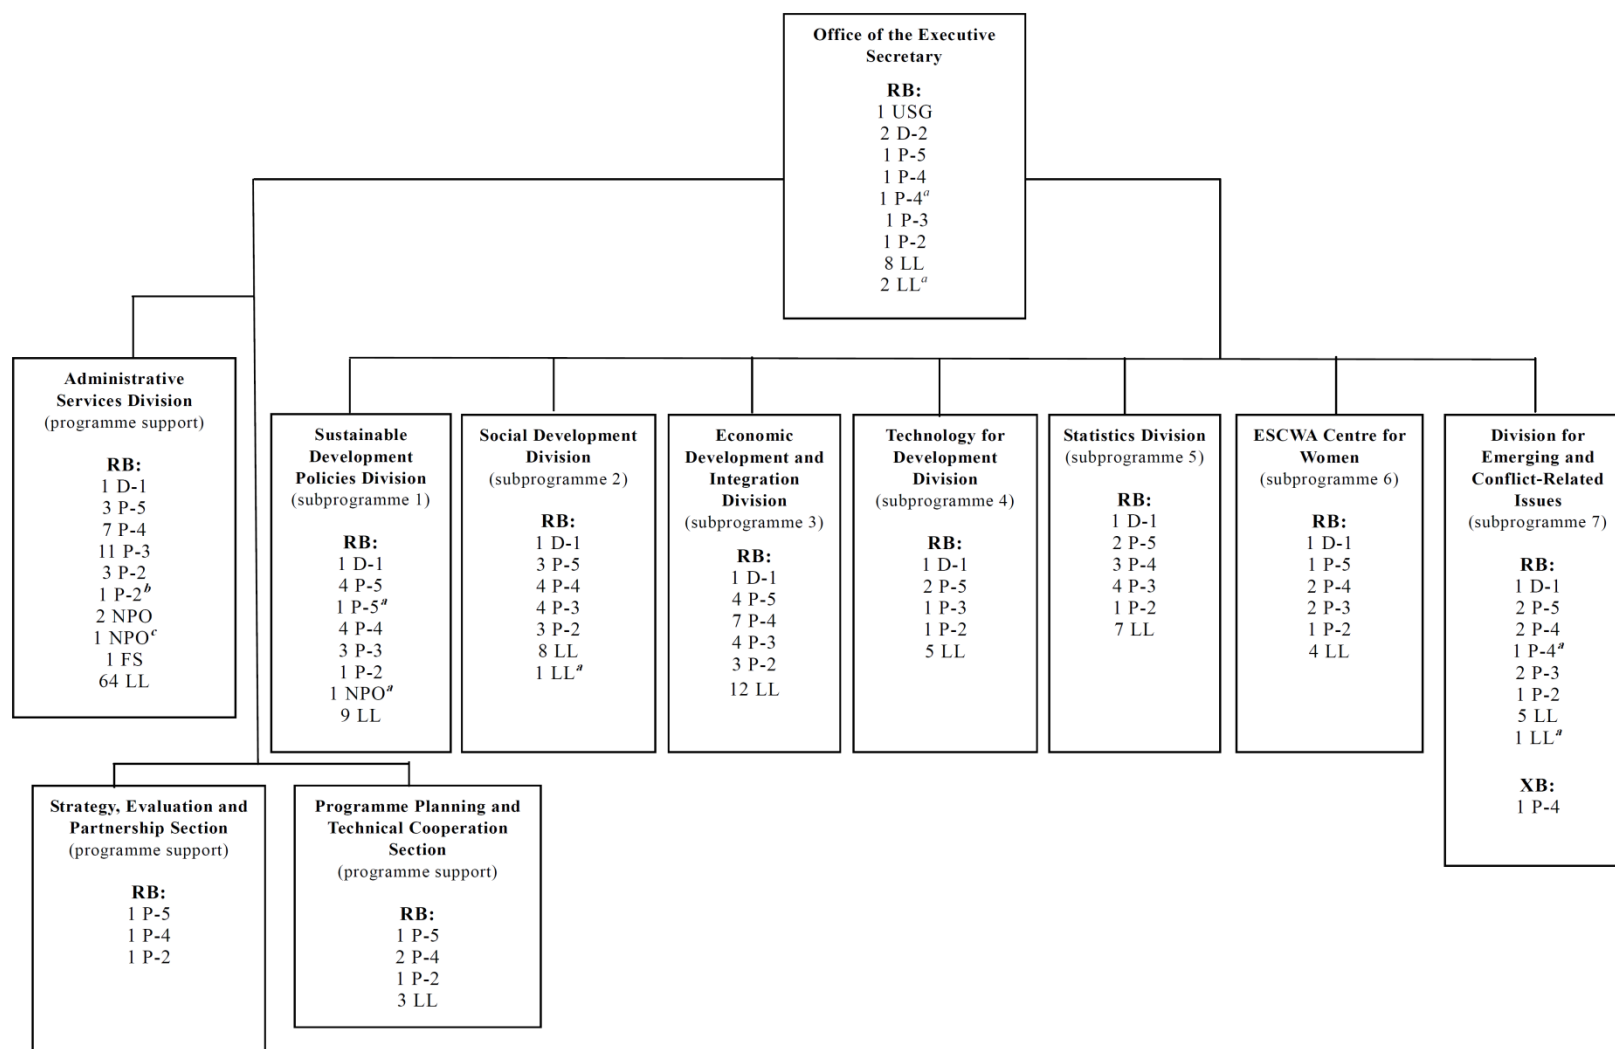 Office of the Executive
Secretary
RB:
1 USG
2 D-2
1 P-5
1 P-4
1 P-4ᵃ
1 P-3
1 P-2
8 LL
2 LLᵃ
Administrative
Services Division
(programme support)
RB:
1 D-1
3 P-5
7 P-4
11 P-3
3 P-2
1 P-2ᵇ
2 NPO
1 NPOᶜ
1 FS
64 LL
Sustainable
Development
Policies Division
(subprogramme 1)
RB:
1 D-1
4 P-5
1 P-5ᵃ
4 P-4
3 P-3
1 P-2
1 NPOᵃ
9 LL
Social Development
Division
(subprogramme 2)
RB:
1 D-1
3 P-5
4 P-4
4 P-3
3 P-2
8 LL
1 LLᵃ
Economic
Development and
Integration
Division
(subprogramme 3)
RB:
1 D-1
4 P-5
7 P-4
4 P-3
3 P-2
12 LL
Technology for
Development
Division
(subprogramme 4)
RB:
1 D-1
2 P-5
1 P-3
1 P-2
5 LL
Statistics Division
(subprogramme 5)
RB:
1 D-1
2 P-5
3 P-4
4 P-3
1 P-2
7 LL
ESCWA Centre for
Women
(subprogramme 6)
RB:
1 D-1
1 P-5
2 P-4
2 P-3
1 P-2
4 LL
Division for
Emerging and
Conflict-Related
Issues
(subprogramme 7)
RB:
1 D-1
2 P-5
2 P-4
1 P-4ᵃ
2 P-3
1 P-2
5 LL
1 LLᵃ
XB:
1 P-4
Strategy, Evaluation and
Partnership Section
(programme support)
RB:
1 P-5
1 P-4
1 P-2
Programme Planning and
Technical Cooperation
Section
(programme support)
RB:
1 P-5
2 P-4
1 P-2
3 LL